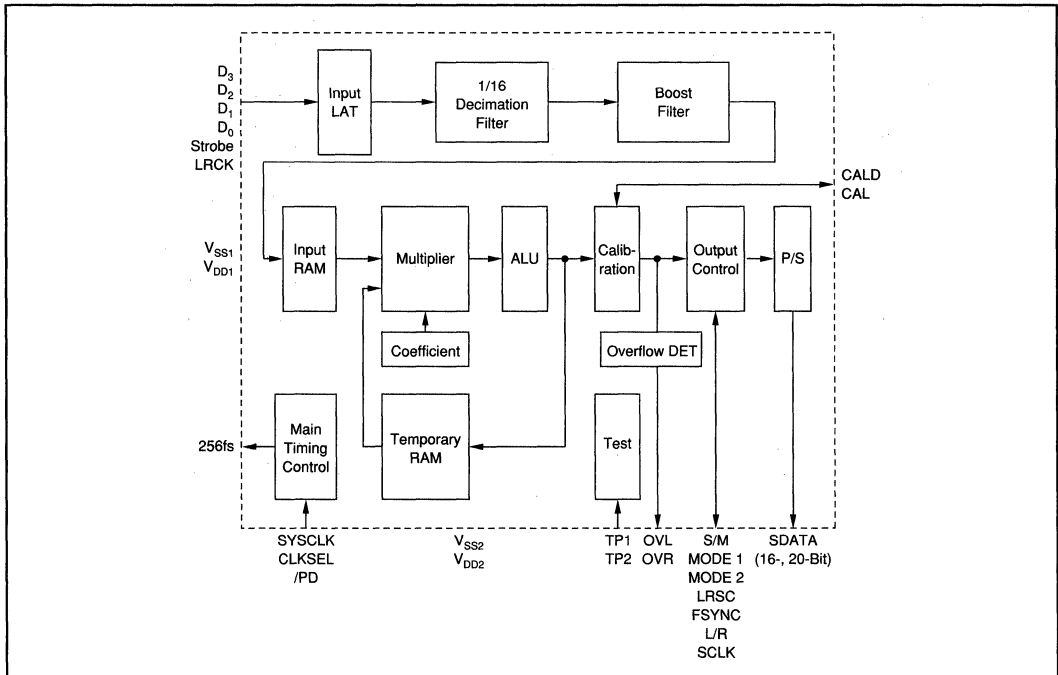 D3
D2
D1
D0
Strobe
LRCK
Input
LAT
1/16
Decimation
Filter
Boost
Filter
CALD
CAL
VSS1
VDD1
Input
RAM
Multiplier
ALU
Calib-
ration
Output
Control
P/S
Coefficient
Overflow DET
256fs
Main
Timing
Control
Temporary
RAM
Test
SYSCLK
CLKSEL
/PD
VSS2
VDD2
TP1
TP2
OVL
OVR
S/M
MODE 1
MODE 2
LRSC
FSYNC
L/R
SCLK
SDATA
(16-, 20-Bit)